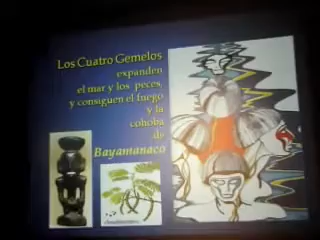 Los Cuatro Gemelos
expanden
el mar y los peces,
y consiguen el fuego
y la
cohoba
de
Bayamanaco